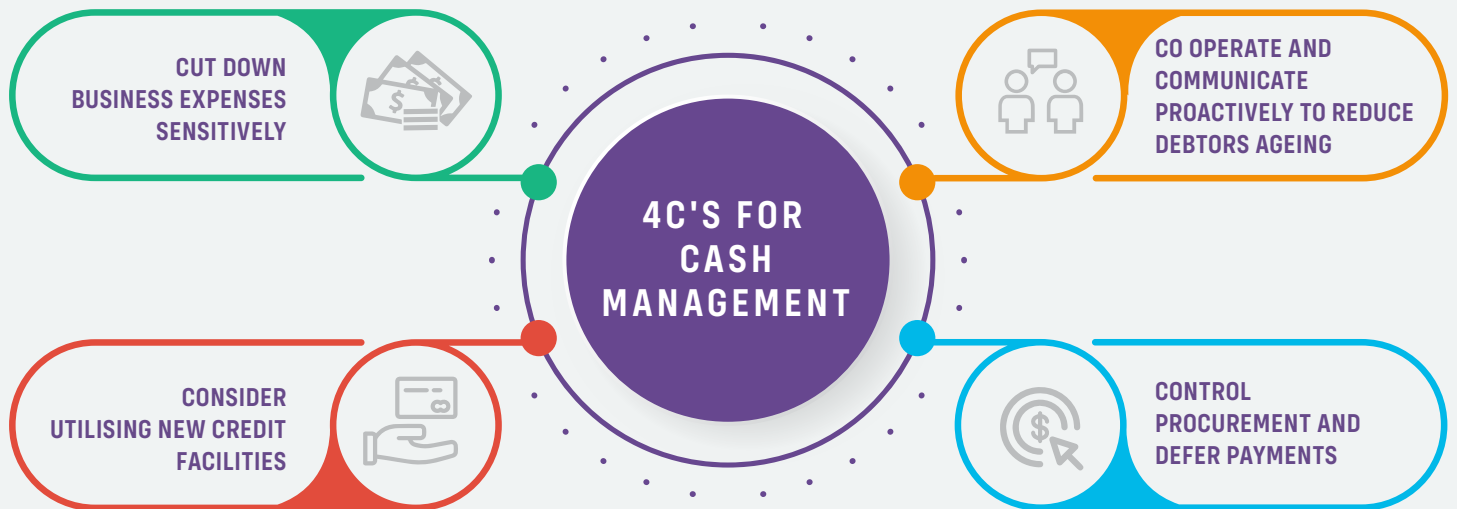 CUT DOWN
BUSINESS EXPENSES
SENSITIVELY
CO OPERATE AND
COMMUNICATE
PROACTIVELY TO REDUCE
DEBTORS AGEING
4C'S FOR
CASH
MANAGEMENT
CONSIDER
UTILISING NEW CREDIT
FACILITIES
CONTROL
PROCUREMENT AND
DEFER PAYMENTS